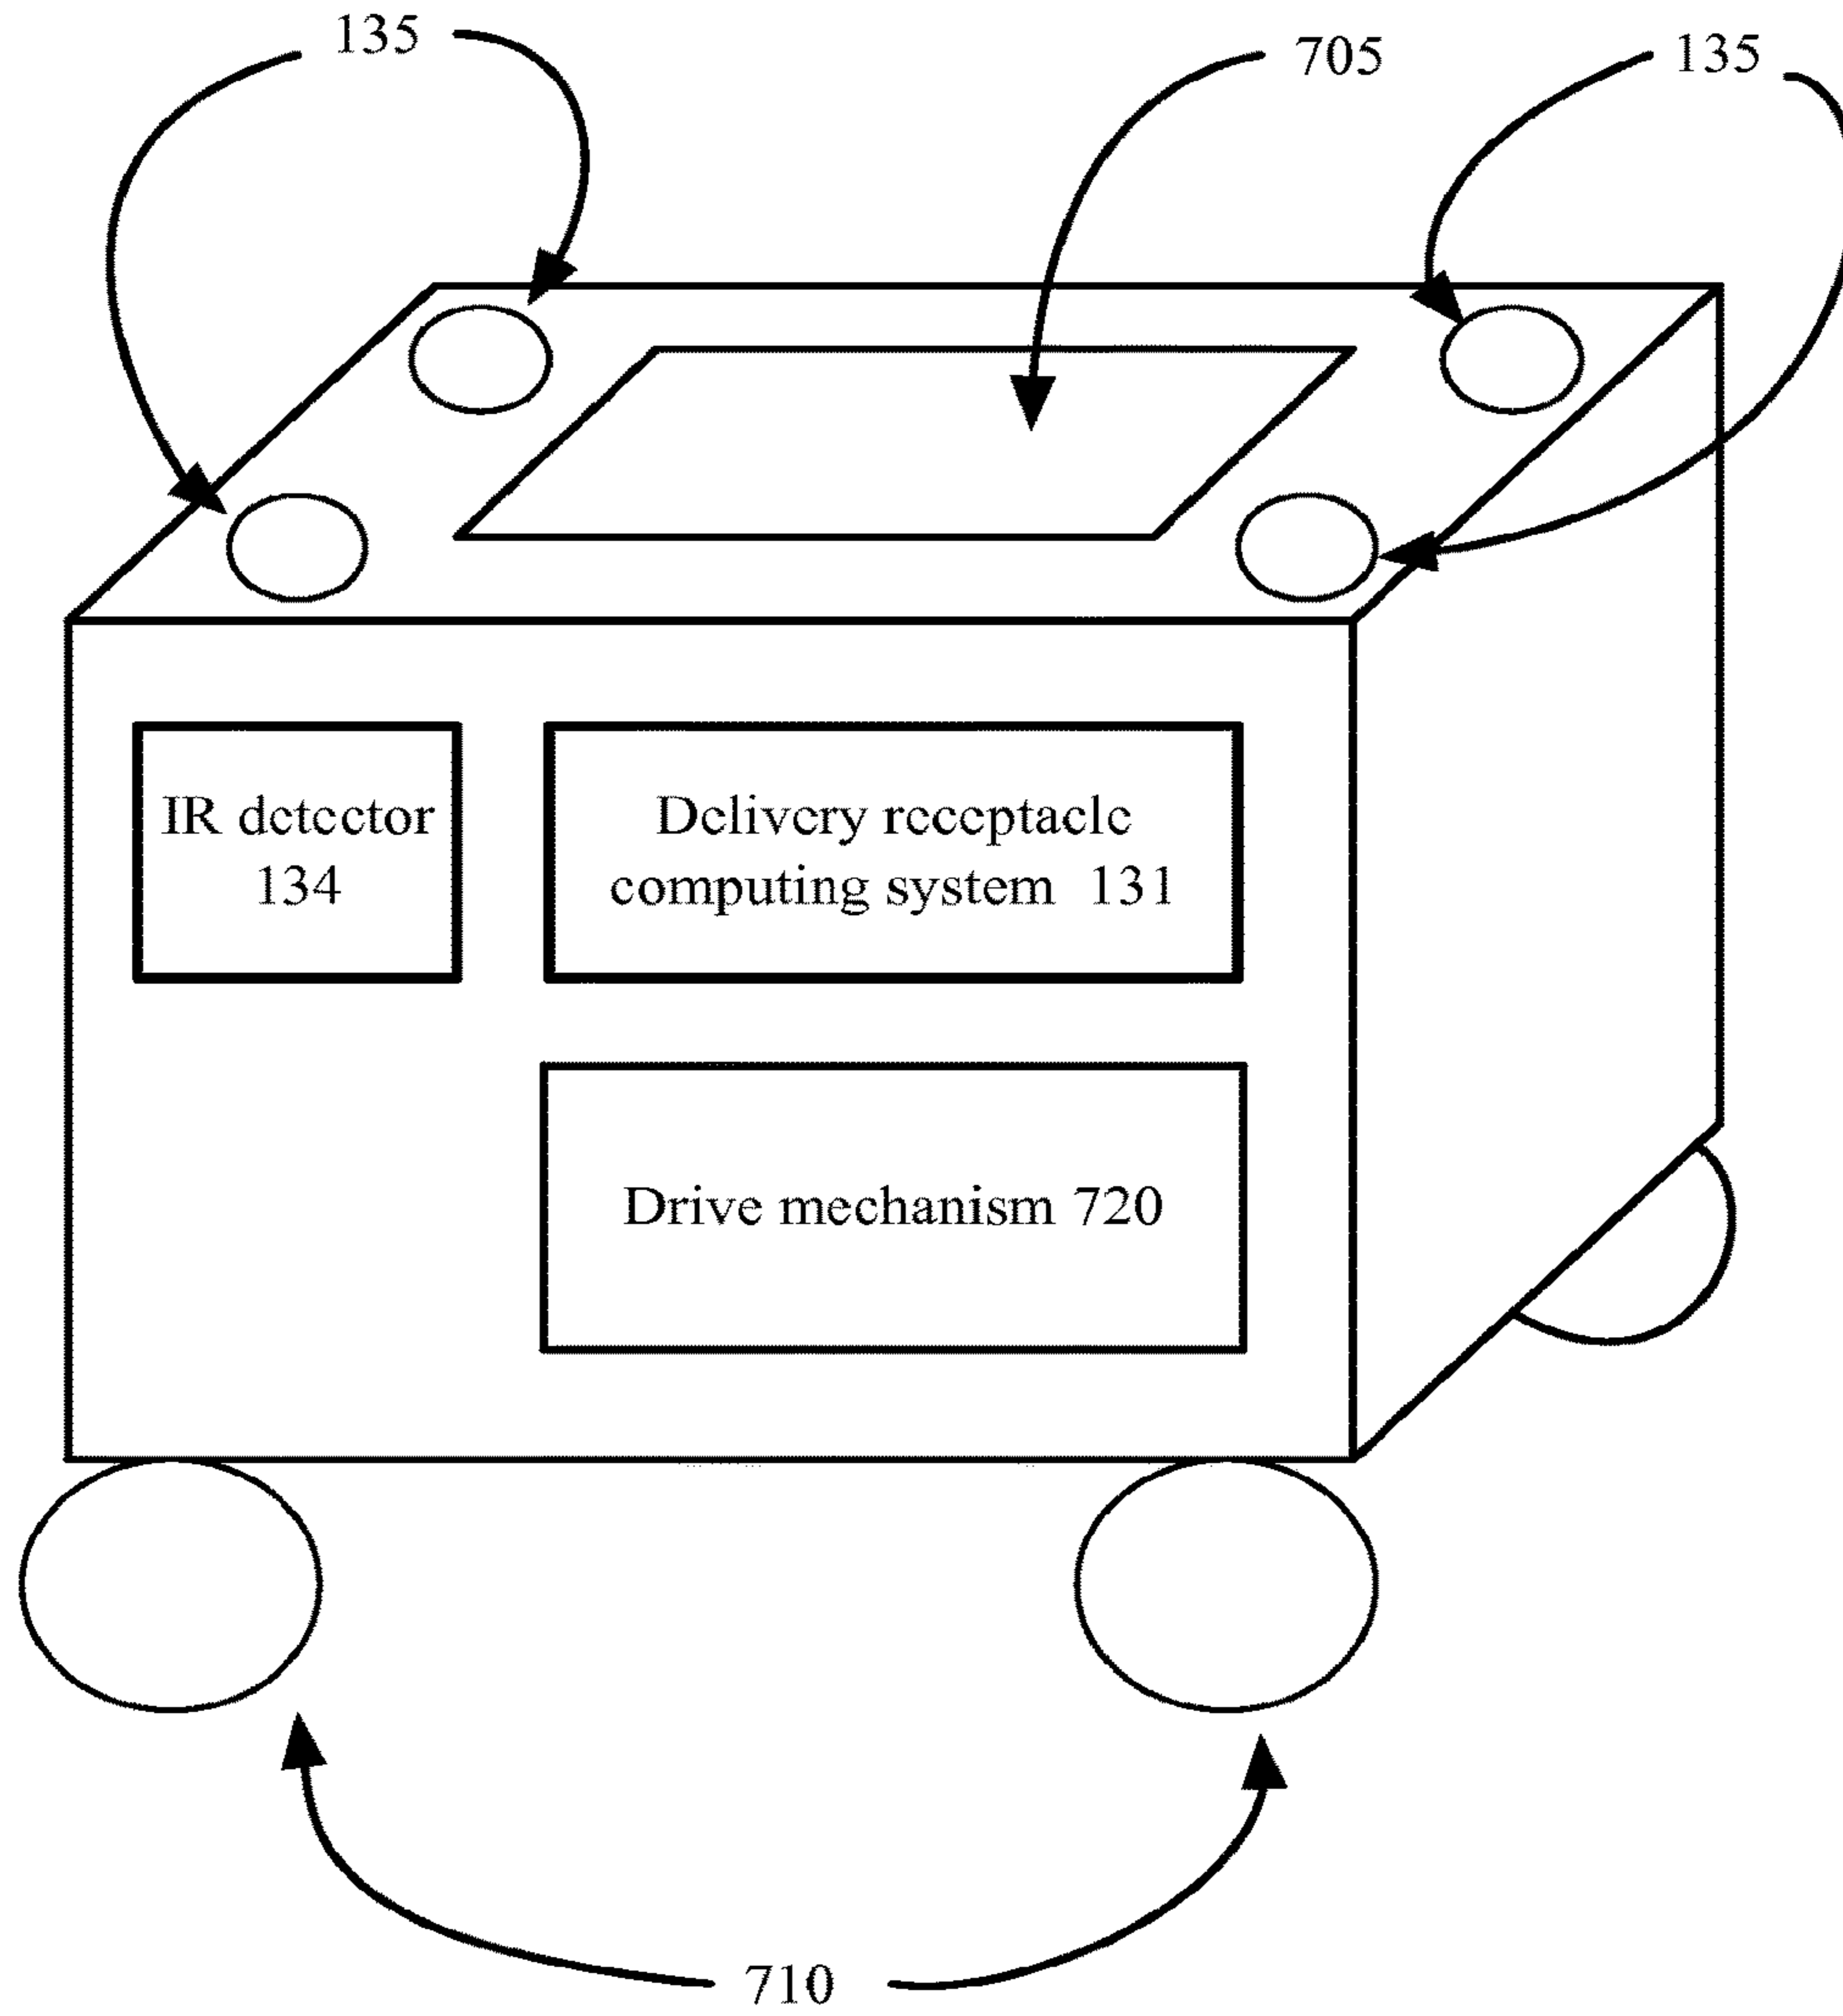 135
705
135
IR detector
134
Delivery receptacle
computing system 131
Drive mechanism 720
710